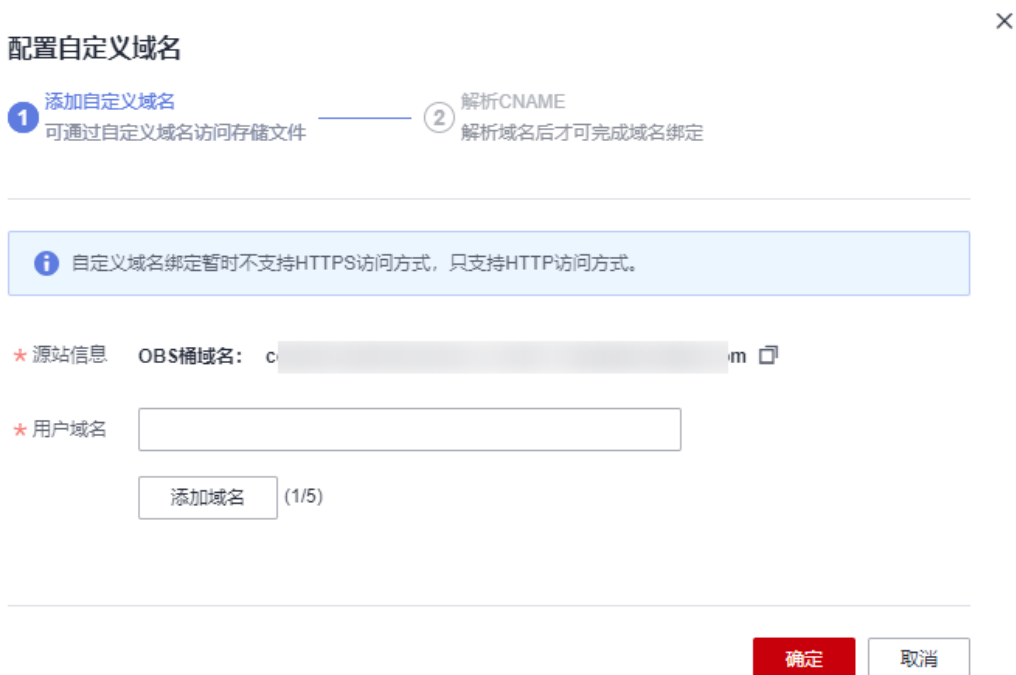 配置自定义域名
1 添加自定义域名
可通过自定义域名访问存储文件
2 解析CNAME
解析域名后才可完成域名绑定
自定义域名绑定暂时不支持HTTPS访问方式，只支持HTTP访问方式。
* 源站信息 OBS桶域名： c om
* 用户域名
添加域名 (1/5)
确定 取消